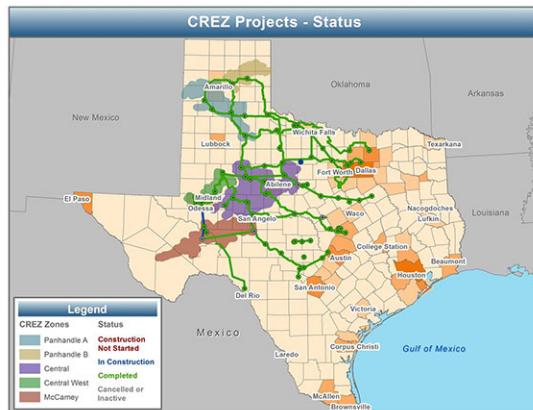 CREZ Projects - Status
Amarillo
Oklahoma
Arkansas
New Mexico
Wichita Falls
Lubbock
Texarkana
Fort Worth
Dallas
Abilene
El Paso
Midland
Odessa
Nacogdoches
Lufkin
Louisiana
Waco
San Angelo
College Station
Austin
Beaumont
Houston
San Antonio
Del Rio
Victoria
Mexico
Gulf of Mexico
Corpus Christi
Laredo
McAllen
Brownsville
Legend
CREZ Zones
Status
Panhandle A
Construction
Not Started
Panhandle B
In Construction
Central
Completed
Central West
Cancelled or
Inactive
McCamey